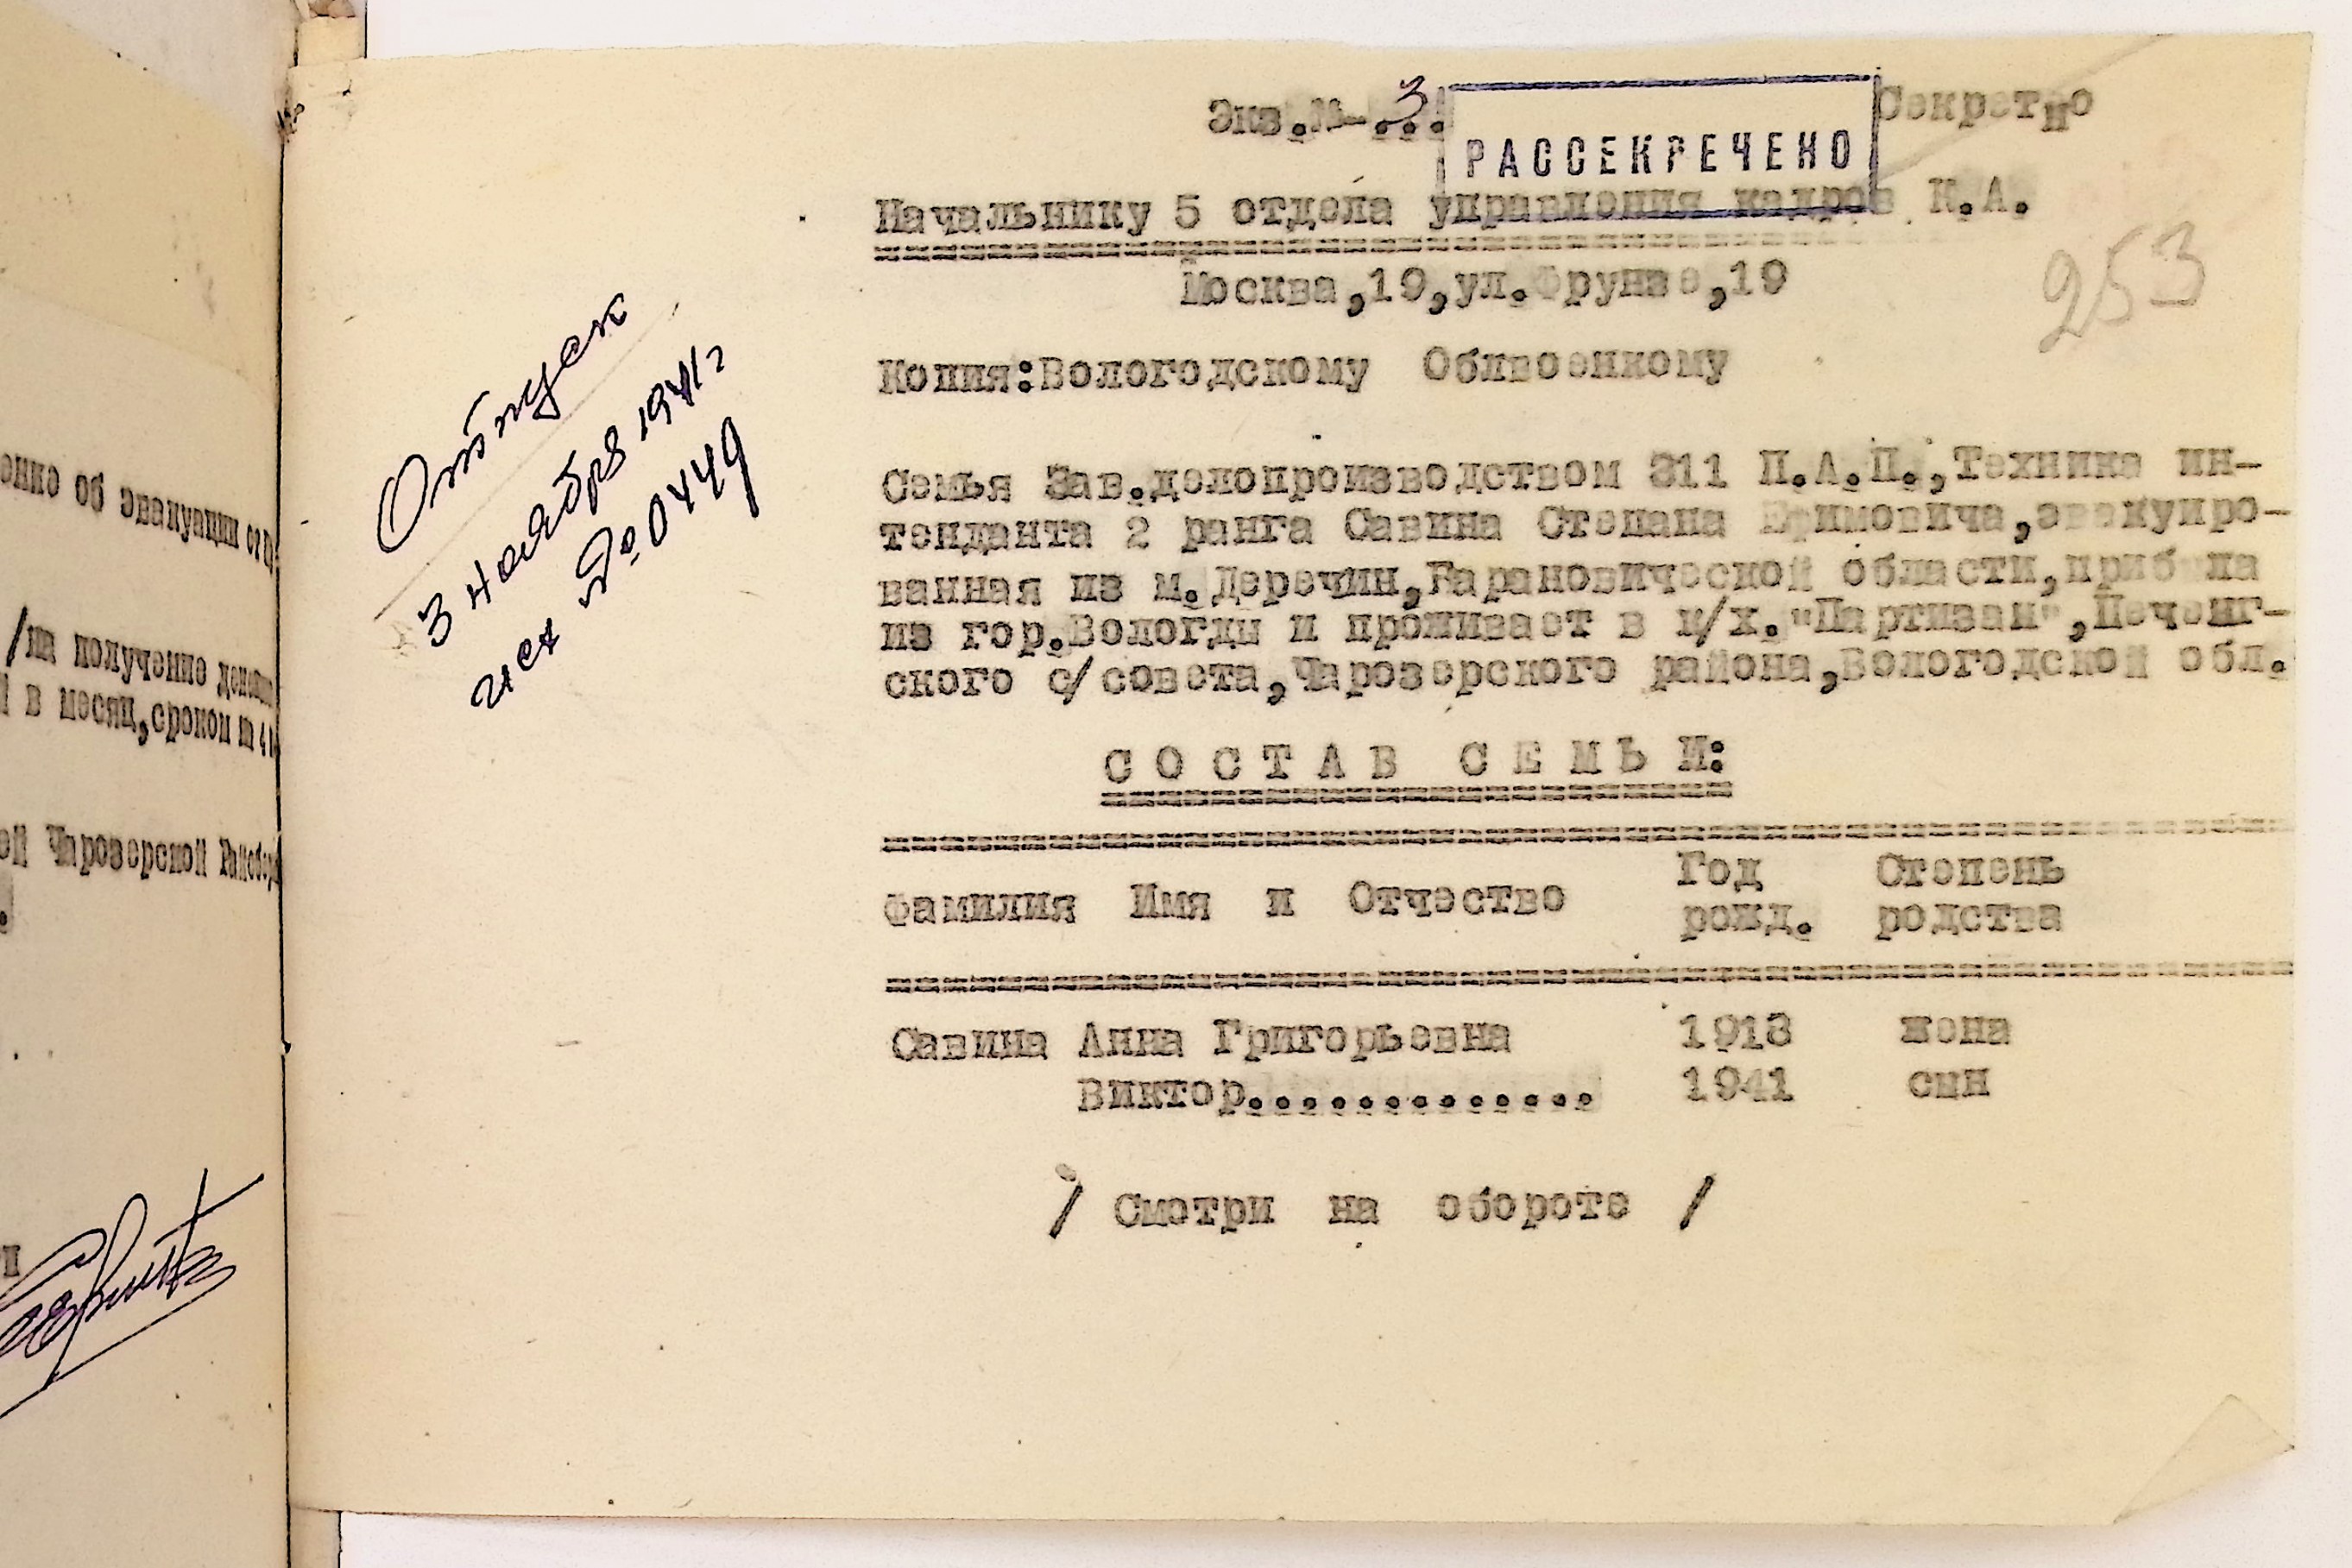 Экз.№-.3.. Секретно
РАССЕКРЕЧЕНО
Начальнику 5 отдела управления кадров К.А.
Москва,19,ул.Фрунзе,19
253
Копия:Вологодскому Облвоенкому
Отпуск
3 ноября 1941г
исх №0449
Семья Зав.делопроизводством 311 П.А.П.,Техника ин-
тенданта 2 ранга Савина Степана Ефимовича,эвакуиро-
ванная из м.Деречин,Барановической области,прибыла
из гор.Вологды и проживает в к/х."Партизан",Печенг-
ского с/совета,Чарозерского района,Вологодской обл.
СОСТАВ СЕМЬИ:
Фамилия Имя и Отчество Год рожд. Степень родства
Савина Анна Григорьевна 1913 жена
Виктор............. 1941 сын
/ Смотри на обороте /
об эвакуации
/на получение
в месяц,сроком
Чарозерской